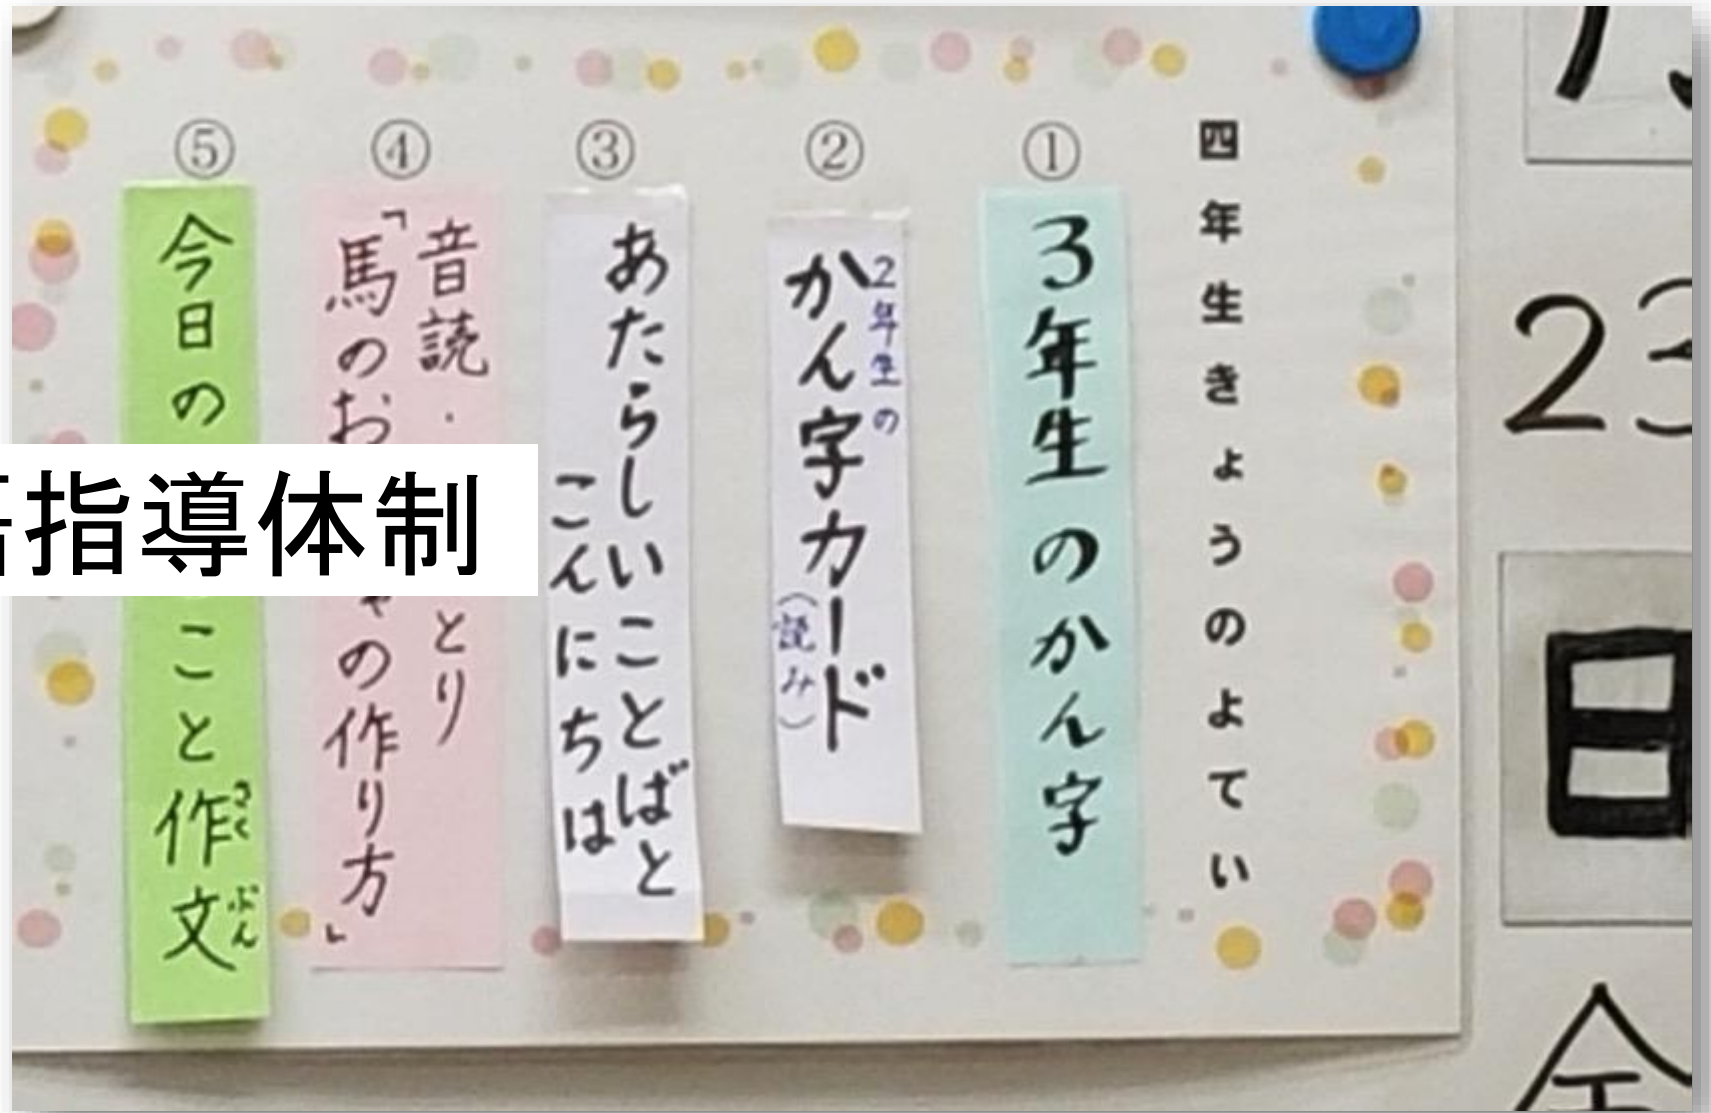 四年生きょうのよてい
①
3年生のかん字
②
2年生の
かん字カード
(読み)
③
あたらしいことばと
こんにちは
④
音読・
とり
「馬のお
の作り方」
⑤
今日の
こと作文
さくぶん
指導体制
23
日
金